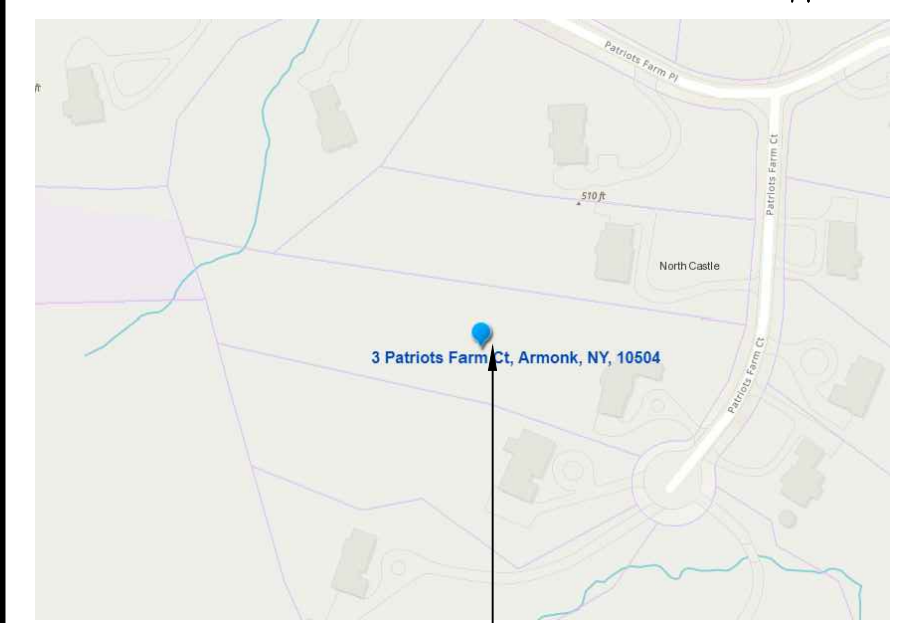 Patriots Farm Pl
ft
510 ft
Patriots Farm Ct
North Castle
3 Patriots Farm Ct, Armonk, NY, 10504
Patriots Farm Ct